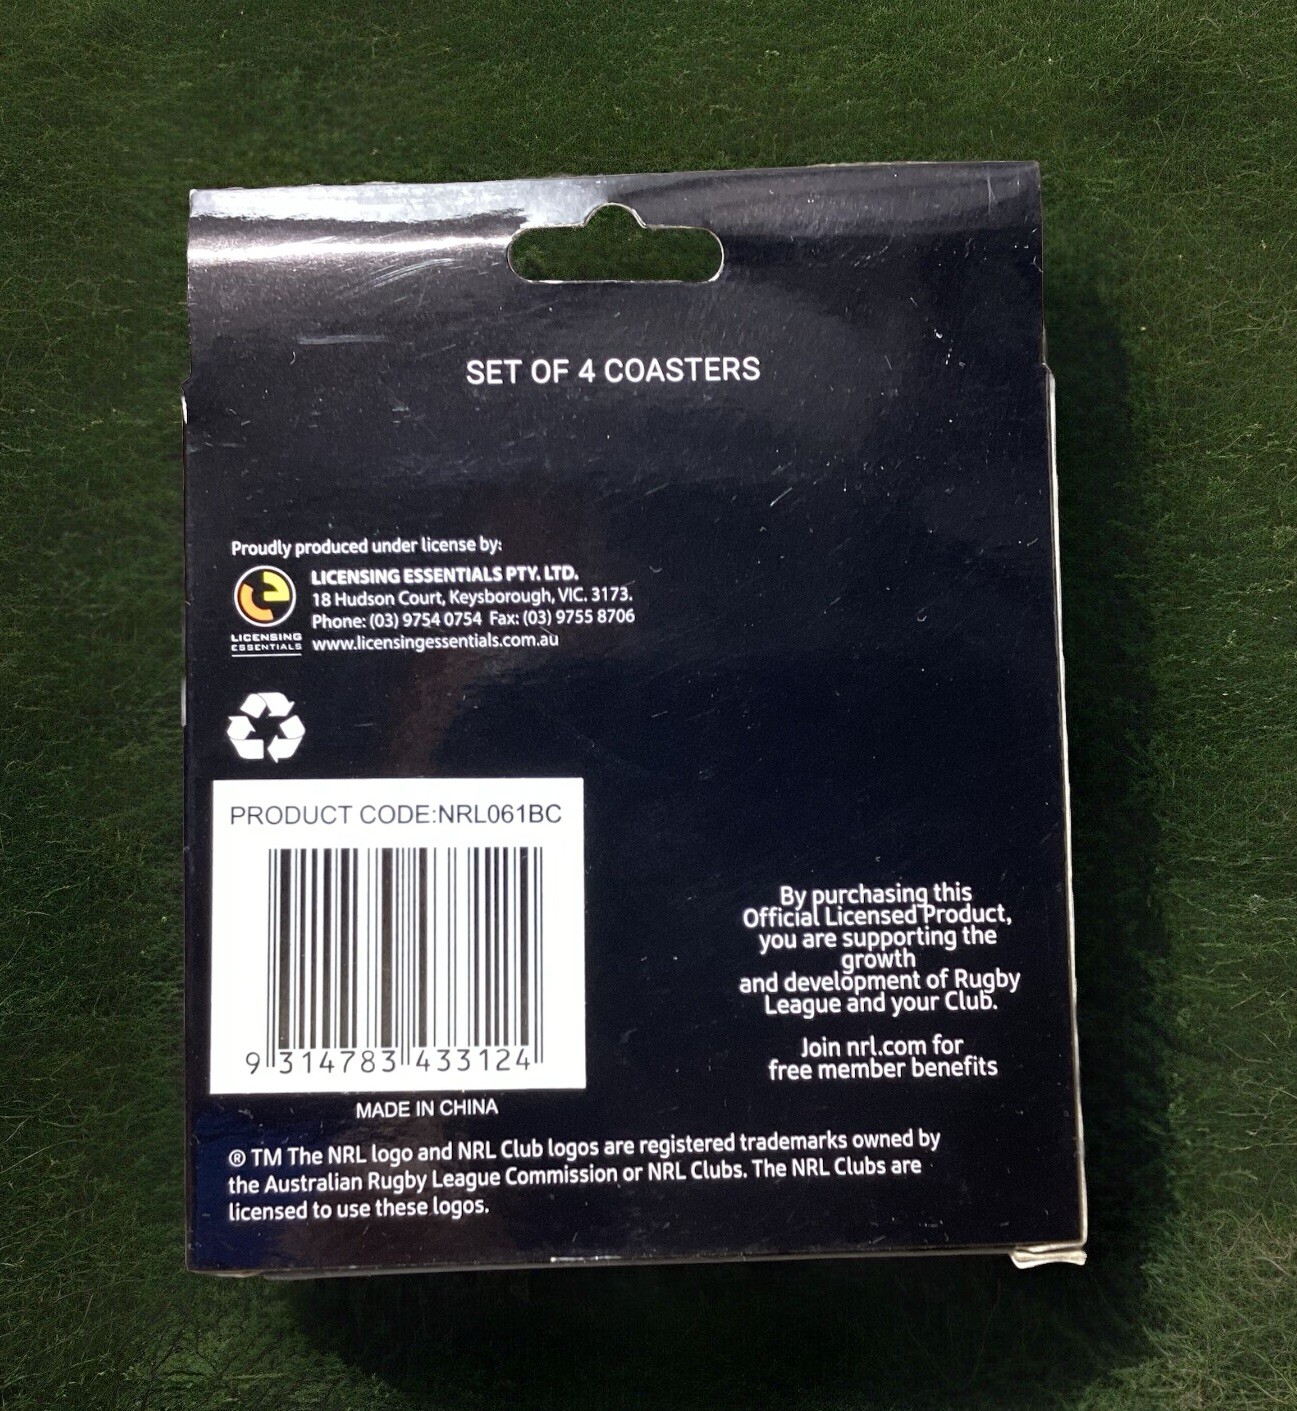 SET OF 4 COASTERS
Proudly produced under license by:
LICENSING ESSENTIALS PTY. LTD.
18 Hudson Court, Keysborough, VIC. 3173.
Phone: (03) 9754 0754 Fax: (03) 9755 8706
www.licensingessentials.com.au
LICENSING
ESSENTIALS
PRODUCT CODE:NRL061BC
9 314783 433124
MADE IN CHINA
By purchasing this
Official Licensed Product,
you are supporting the
growth
and development of Rugby
League and your Club.
Join nrl.com for
free member benefits
® TM The NRL logo and NRL Club logos are registered trademarks owned by
the Australian Rugby League Commission or NRL Clubs. The NRL Clubs are
licensed to use these logos.